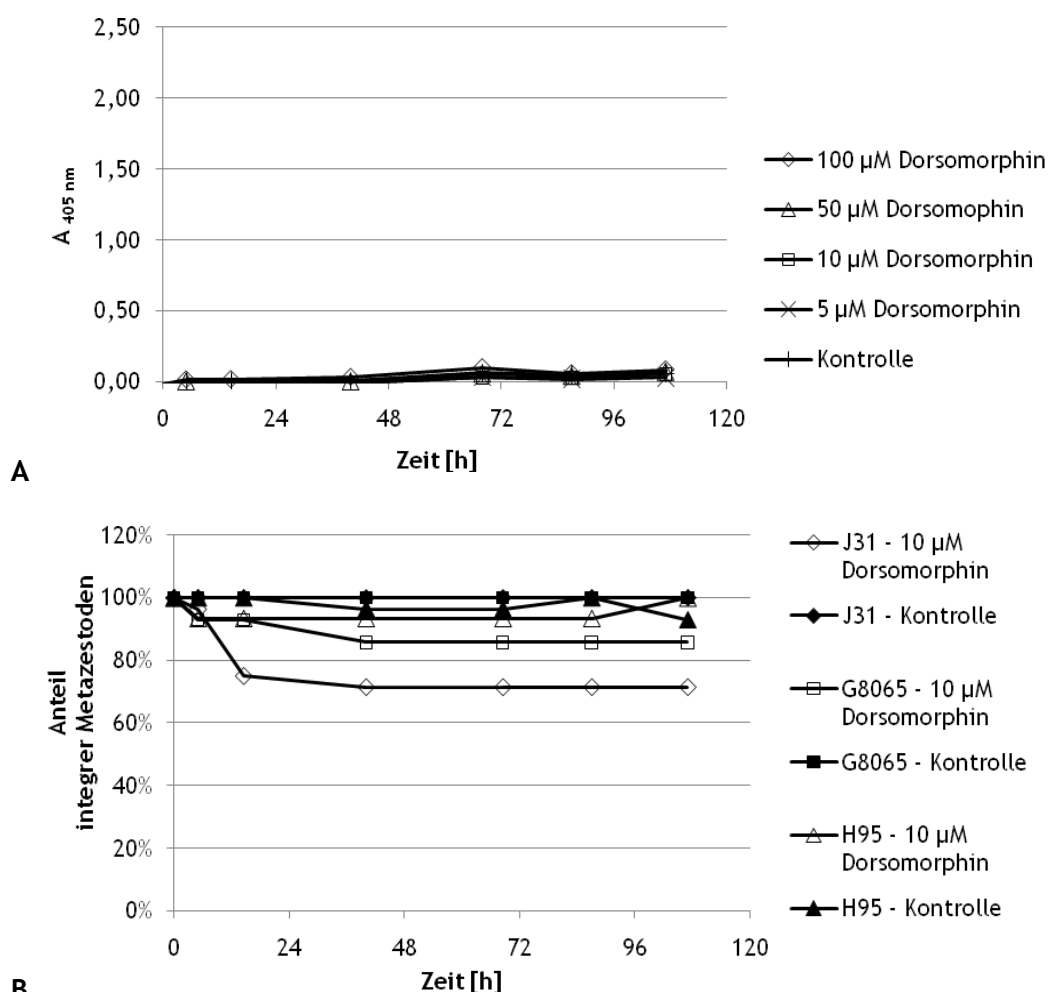 2,50
2,00
1,50
1,00
0,50
0,00
A 405 nm
0 24 48 72 96 120
Zeit [h]
100 µM Dorsomorphin
50 µM Dorsomophin
10 µM Dorsomorphin
5 µM Dorsomorphin
Kontrolle
A
120%
100%
80%
60%
40%
20%
0%
Anteil
integrer Metazestoden
0 24 48 72 96 120
Zeit [h]
J31 - 10 µM
Dorsomorphin
J31 - Kontrolle
G8065 - 10 µM
Dorsomorphin
G8065 - Kontrolle
H95 - 10 µM
Dorsomorphin
H95 - Kontrolle
B